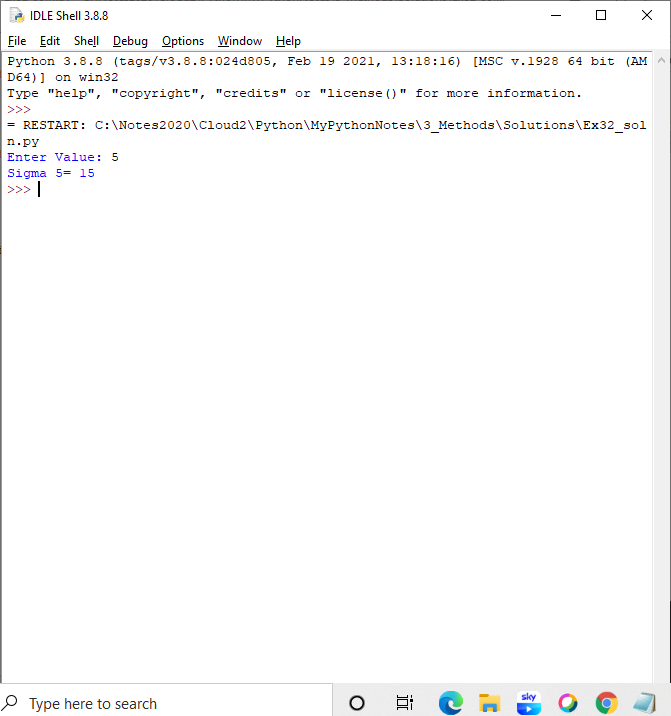 IDLE Shell 3.8.8
File Edit Shell Debug Options Window Help
Python 3.8.8 (tags/v3.8.8:024d805, Feb 19 2021, 13:18:16) [MSC v.1928 64 bit (AM
D64)] on win32
Type "help", "copyright", "credits" or "license()" for more information.
>>>
= RESTART: C:\Notes2020\Cloud2\Python\MyPythonNotes\3_Methods\Solutions\Ex32_sol
n.py
Enter Value: 5
Sigma 5= 15
>>>
Type here to search
sky